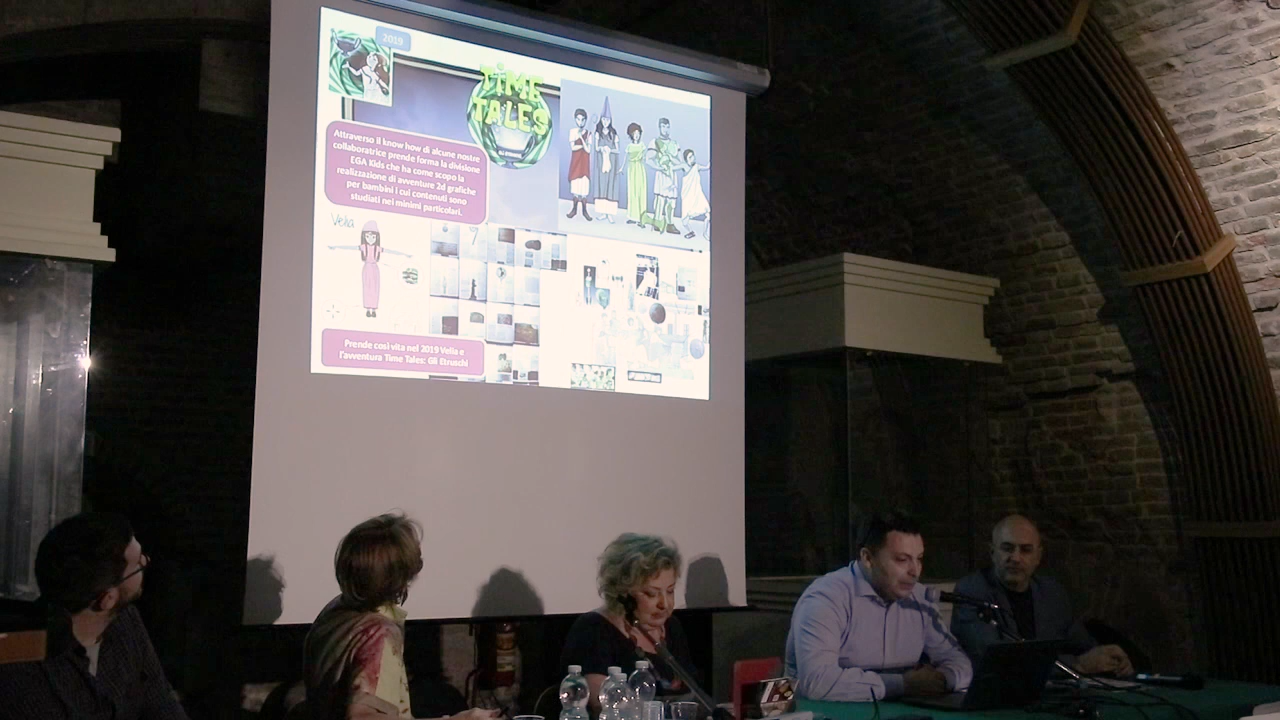 2019
TiME
TALES
Attraverso il know how di alcune nostre
collaboratrice prende forma la divisione
EGA Kids che ha come scopo la
realizzazione di avventure 2d grafiche
per bambini i cui contenuti sono
studiati nei minimi particolari.
Velia
Prende così vita nel 2019 Velia e
l'avventura Time Tales: Gli Etruschi